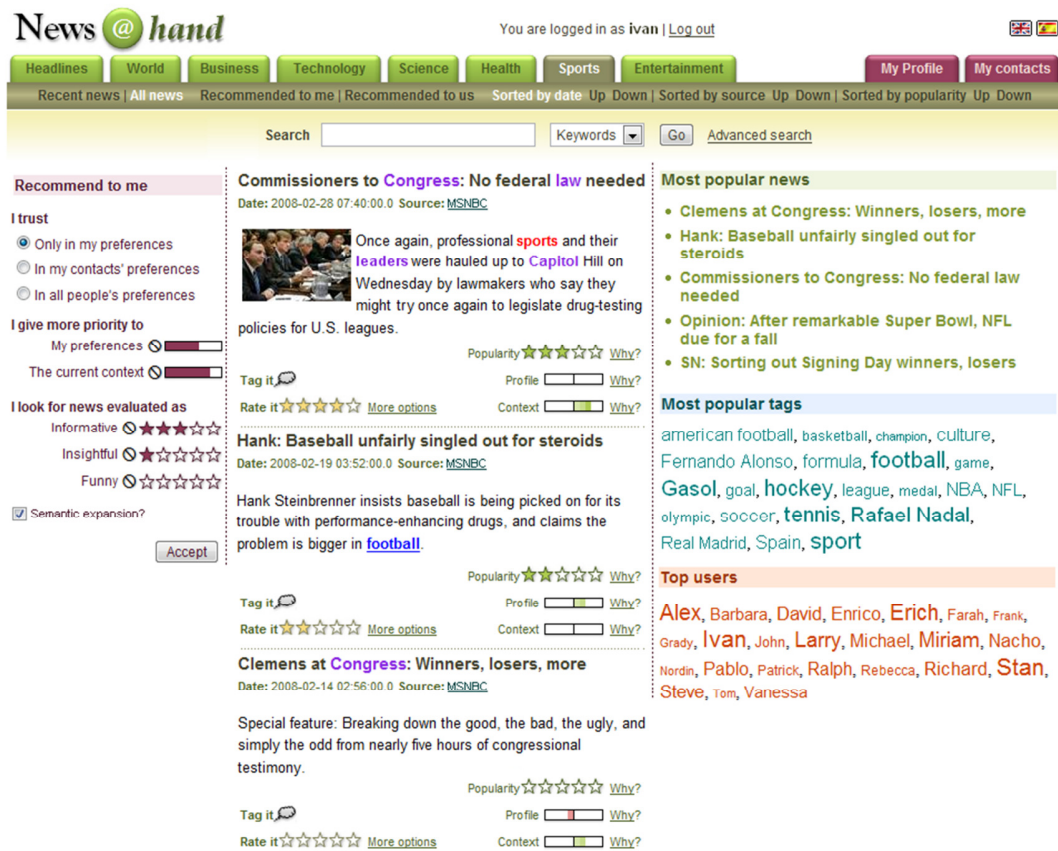 News @ hand
You are logged in as ivan | Log out
Headlines World Business Technology Science Health Sports Entertainment My Profile My contacts
Recent news | All news Recommended to me | Recommended to us Sorted by date Up Down | Sorted by source Up Down | Sorted by popularity Up Down
Search Keywords Go Advanced search
Recommend to me
I trust
Only in my preferences
In my contacts' preferences
In all people's preferences
I give more priority to
My preferences
The current context
I look for news evaluated as
Informative
Insightful
Funny
Semantic expansion?
Accept
Commissioners to Congress: No federal law needed
Date: 2008-02-28 07:40:00.0 Source: MSNBC
Once again, professional sports and their
leaders were hauled up to Capitol Hill on
Wednesday by lawmakers who say they
might try once again to legislate drug-testing
policies for U.S. leagues.
Popularity Why?
Tag it Profile Why?
Rate it More options Context Why?
Hank: Baseball unfairly singled out for steroids
Date: 2008-02-19 03:52:00.0 Source: MSNBC
Hank Steinbrenner insists baseball is being picked on for its
trouble with performance-enhancing drugs, and claims the
problem is bigger in football.
Popularity Why?
Tag it Profile Why?
Rate it More options Context Why?
Clemens at Congress: Winners, losers, more
Date: 2008-02-14 02:56:00.0 Source: MSNBC
Special feature: Breaking down the good, the bad, the ugly, and
simply the odd from nearly five hours of congressional
testimony.
Popularity Why?
Tag it Profile Why?
Rate it More options Context Why?
Most popular news
• Clemens at Congress: Winners, losers, more
• Hank: Baseball unfairly singled out for
steroids
• Commissioners to Congress: No federal law
needed
• Opinion: After remarkable Super Bowl, NFL
due for a fall
• SN: Sorting out Signing Day winners, losers
Most popular tags
american football, basketball, champion, culture,
Fernando Alonso, formula, football, game,
Gasol, goal, hockey, league, medal, NBA, NFL,
olympic, soccer, tennis, Rafael Nadal,
Real Madrid, Spain, sport
Top users
Alex, Barbara, David, Enrico, Erich, Farah, Frank,
Grady, Ivan, John, Larry, Michael, Miriam, Nacho,
Nordin, Pablo, Patrick, Ralph, Rebecca, Richard, Stan,
Steve, Tom, Vanessa